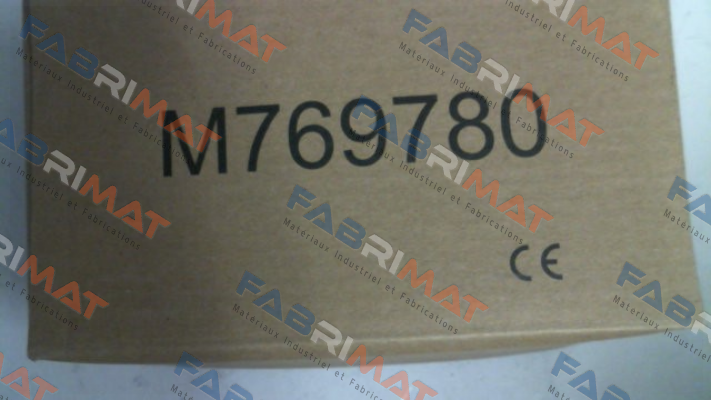 M769780
CE
FABRIMAT
Materiaux Industriel et Fabrications